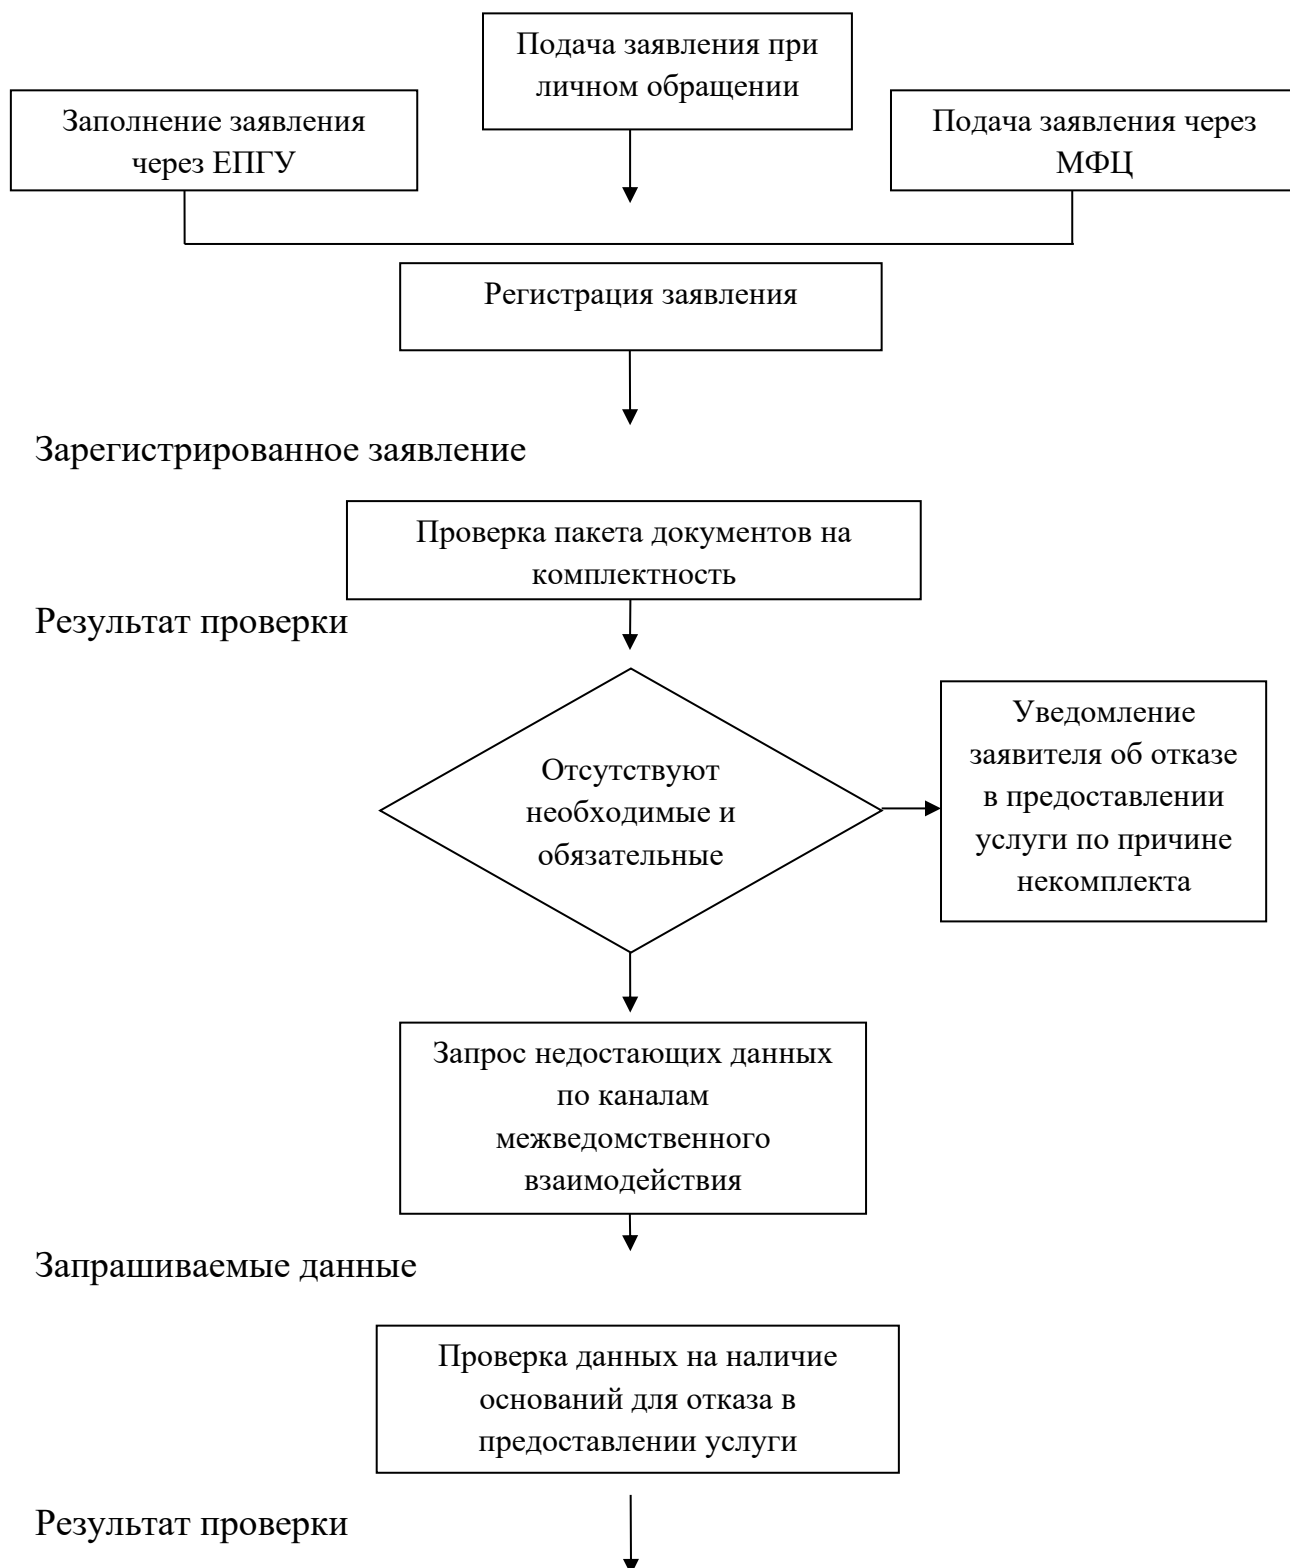 Подача заявления при
личном обращении
Заполнение заявления
через ЕПГУ
Подача заявления через
МФЦ
Регистрация заявления
Зарегистрированное заявление
Проверка пакета документов на
комплектность
Результат проверки
Отсутствуют
необходимые и
обязательные
Уведомление
заявителя об отказе
в предоставлении
услуги по причине
некомплекта
Запрос недостающих данных
по каналам
межведомственного
взаимодействия
Запрашиваемые данные
Проверка данных на наличие
оснований для отказа в
предоставлении услуги
Результат проверки